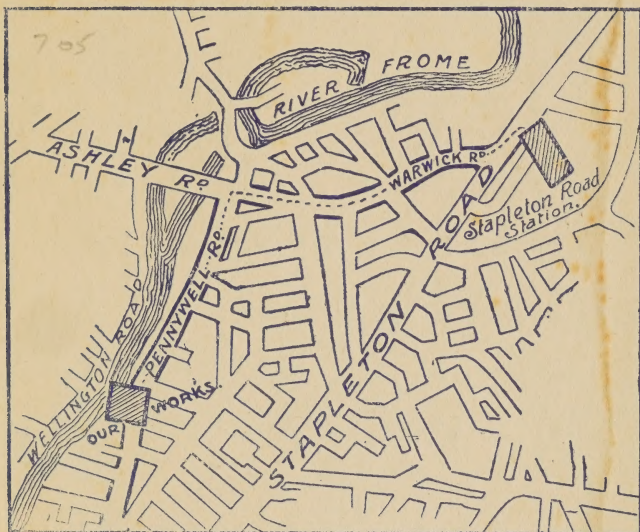 705
RIVER FROME
ASHLEY RD
WARWICK RD
STAPLETON ROAD
Stapleton Road
Station.
PENNYWELL RD
WELLINGTON ROAD
OUR WORKS